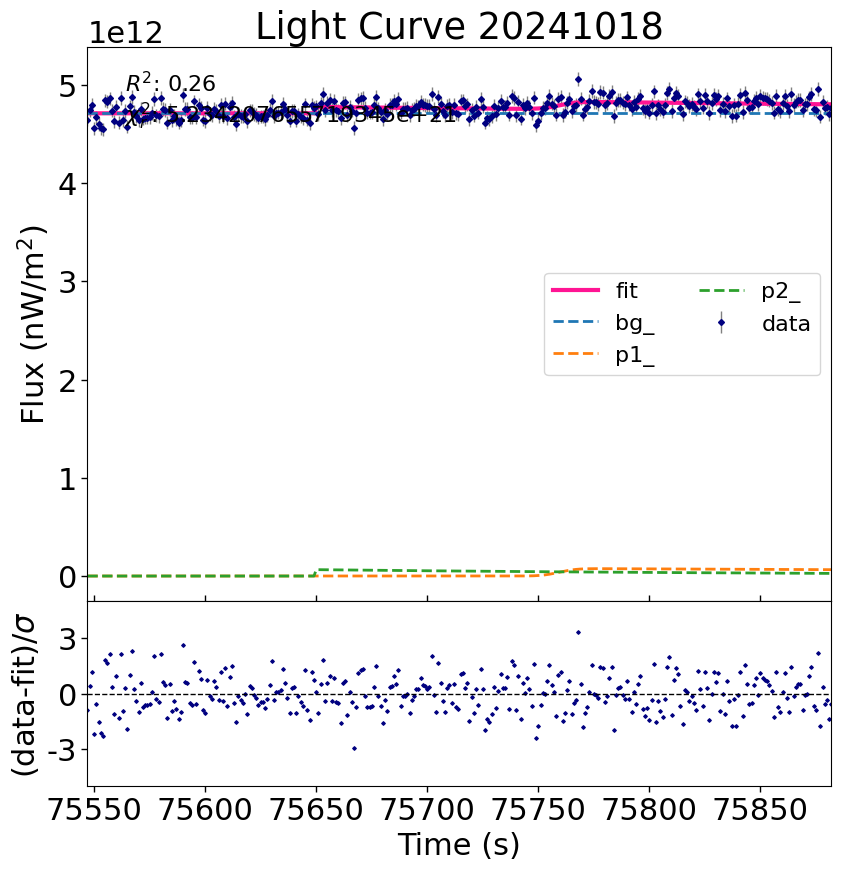 Light Curve 20241018
1e12
R²: 0.26
5
4
3
2
1
0
Flux (nW/m²)
fit
bg_
p1_
p2_
data
3
0
-3
(data-fit)/σ
75550 75600 75650 75700 75750 75800 75850
Time (s)